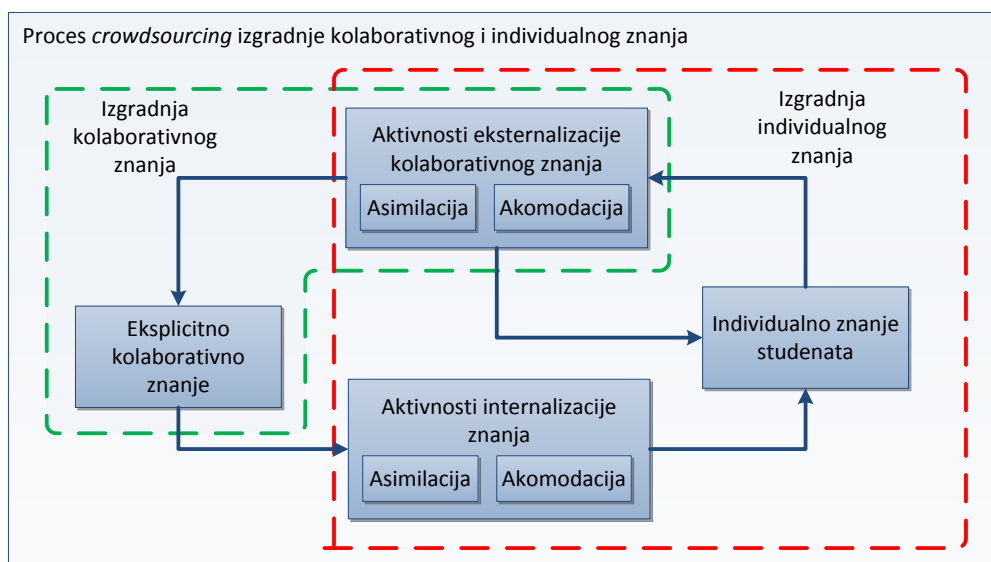 Proces crowdsourcing izgradnje kolaborativnog i individualnog znanja
Izgradnja
kolaborativnog
znanja
Aktivnosti eksternalizacije
kolaborativnog znanja
Asimilacija
Akomodacija
Izgradnja
individualnog
znanja
Eksplicitno
kolaborativno
znanje
Individualno znanje
studenata
Aktivnosti internalizacije
znanja
Asimilacija
Akomodacija